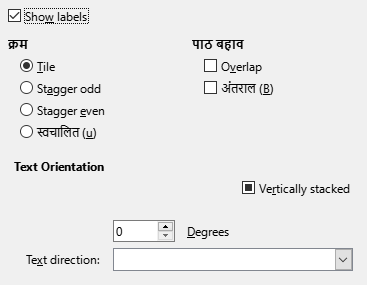 Show labels
क्रम
पाठ बहाव
Tile
Overlap
Stagger odd
अंतराल (B)
Stagger even
स्वचालित (u)
Text Orientation
Vertically stacked
0 Degrees
Text direction: